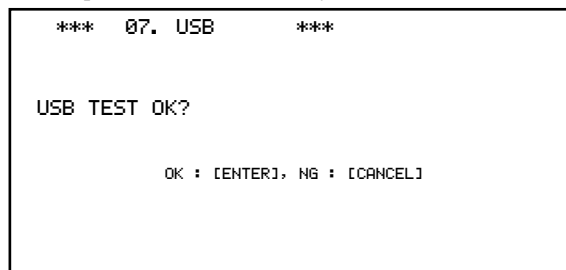 *** 07. USB ***
USB TEST OK?
OK : [ENTER], NG : [CANCEL]